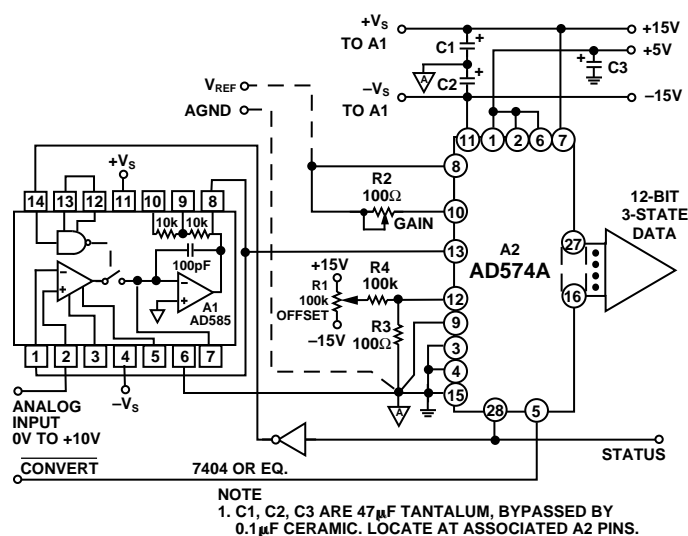 +VS
TO A1
+15V
C1
+
+5V
+
C3
VREF
A
C2
+
–VS
TO A1
–15V
AGND
11
1
2
6
7
+VS
8
R2
100Ω
GAIN
10
12-BIT
3-STATE
DATA
14
13
12
11
10
9
8
10k
10k
13
A2
AD574A
27
16
100pF
+15V
R1
100k
OFFSET
–15V
R4
100k
12
–
+
–
+
A1
AD585
R3
100Ω
9
3
4
15
1
2
3
4
5
6
7
A
28
5
–VS
ANALOG
INPUT
0V TO +10V
STATUS
CONVERT
7404 OR EQ.
NOTE
1. C1, C2, C3 ARE 47µF TANTALUM, BYPASSED BY
0.1µF CERAMIC. LOCATE AT ASSOCIATED A2 PINS.